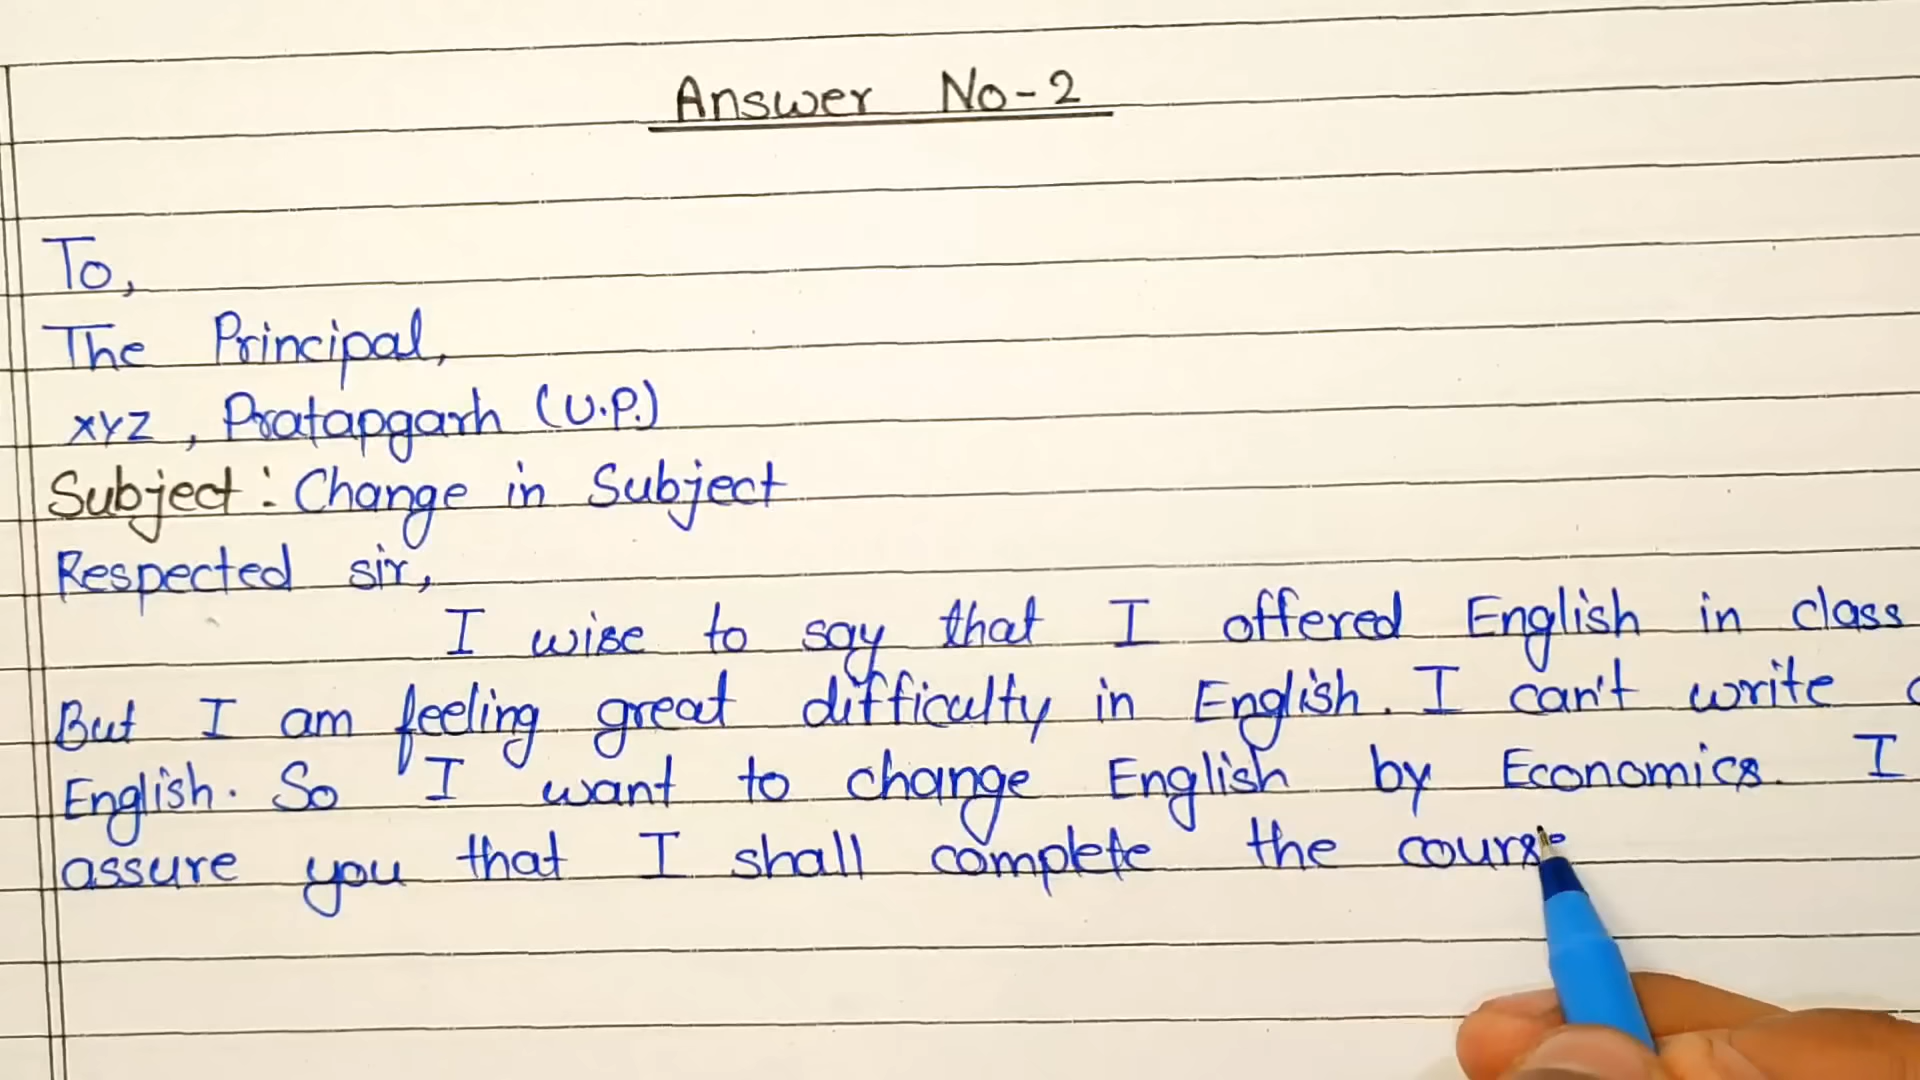 Answer No-2
To,
The Principal,
XYZ, Pratapgarh (U.P.)
Subject: Change in Subject
Respected sir,
I wise to say that I offered English in class
But I am feeling great difficulty in English. I can't write
English. So I want to change English by Economics. I
assure you that I shall complete the course